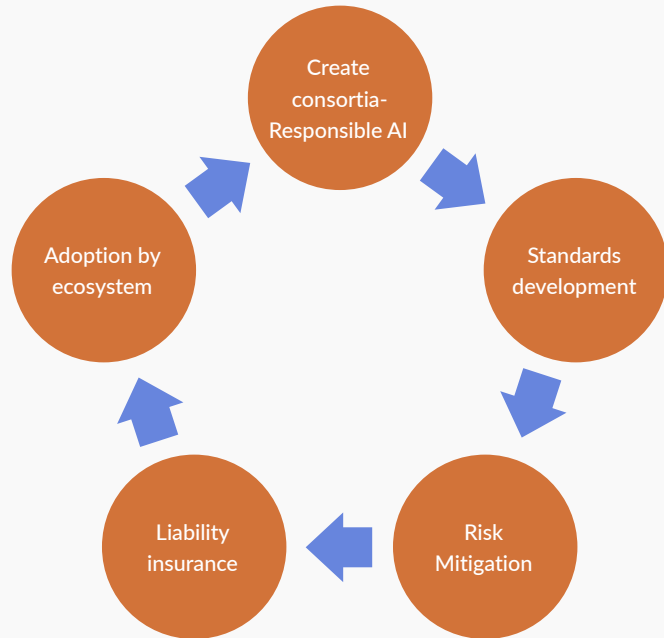 Create
consortia-
Responsible AI
Standards
development
Risk
Mitigation
Liability
insurance
Adoption by
ecosystem